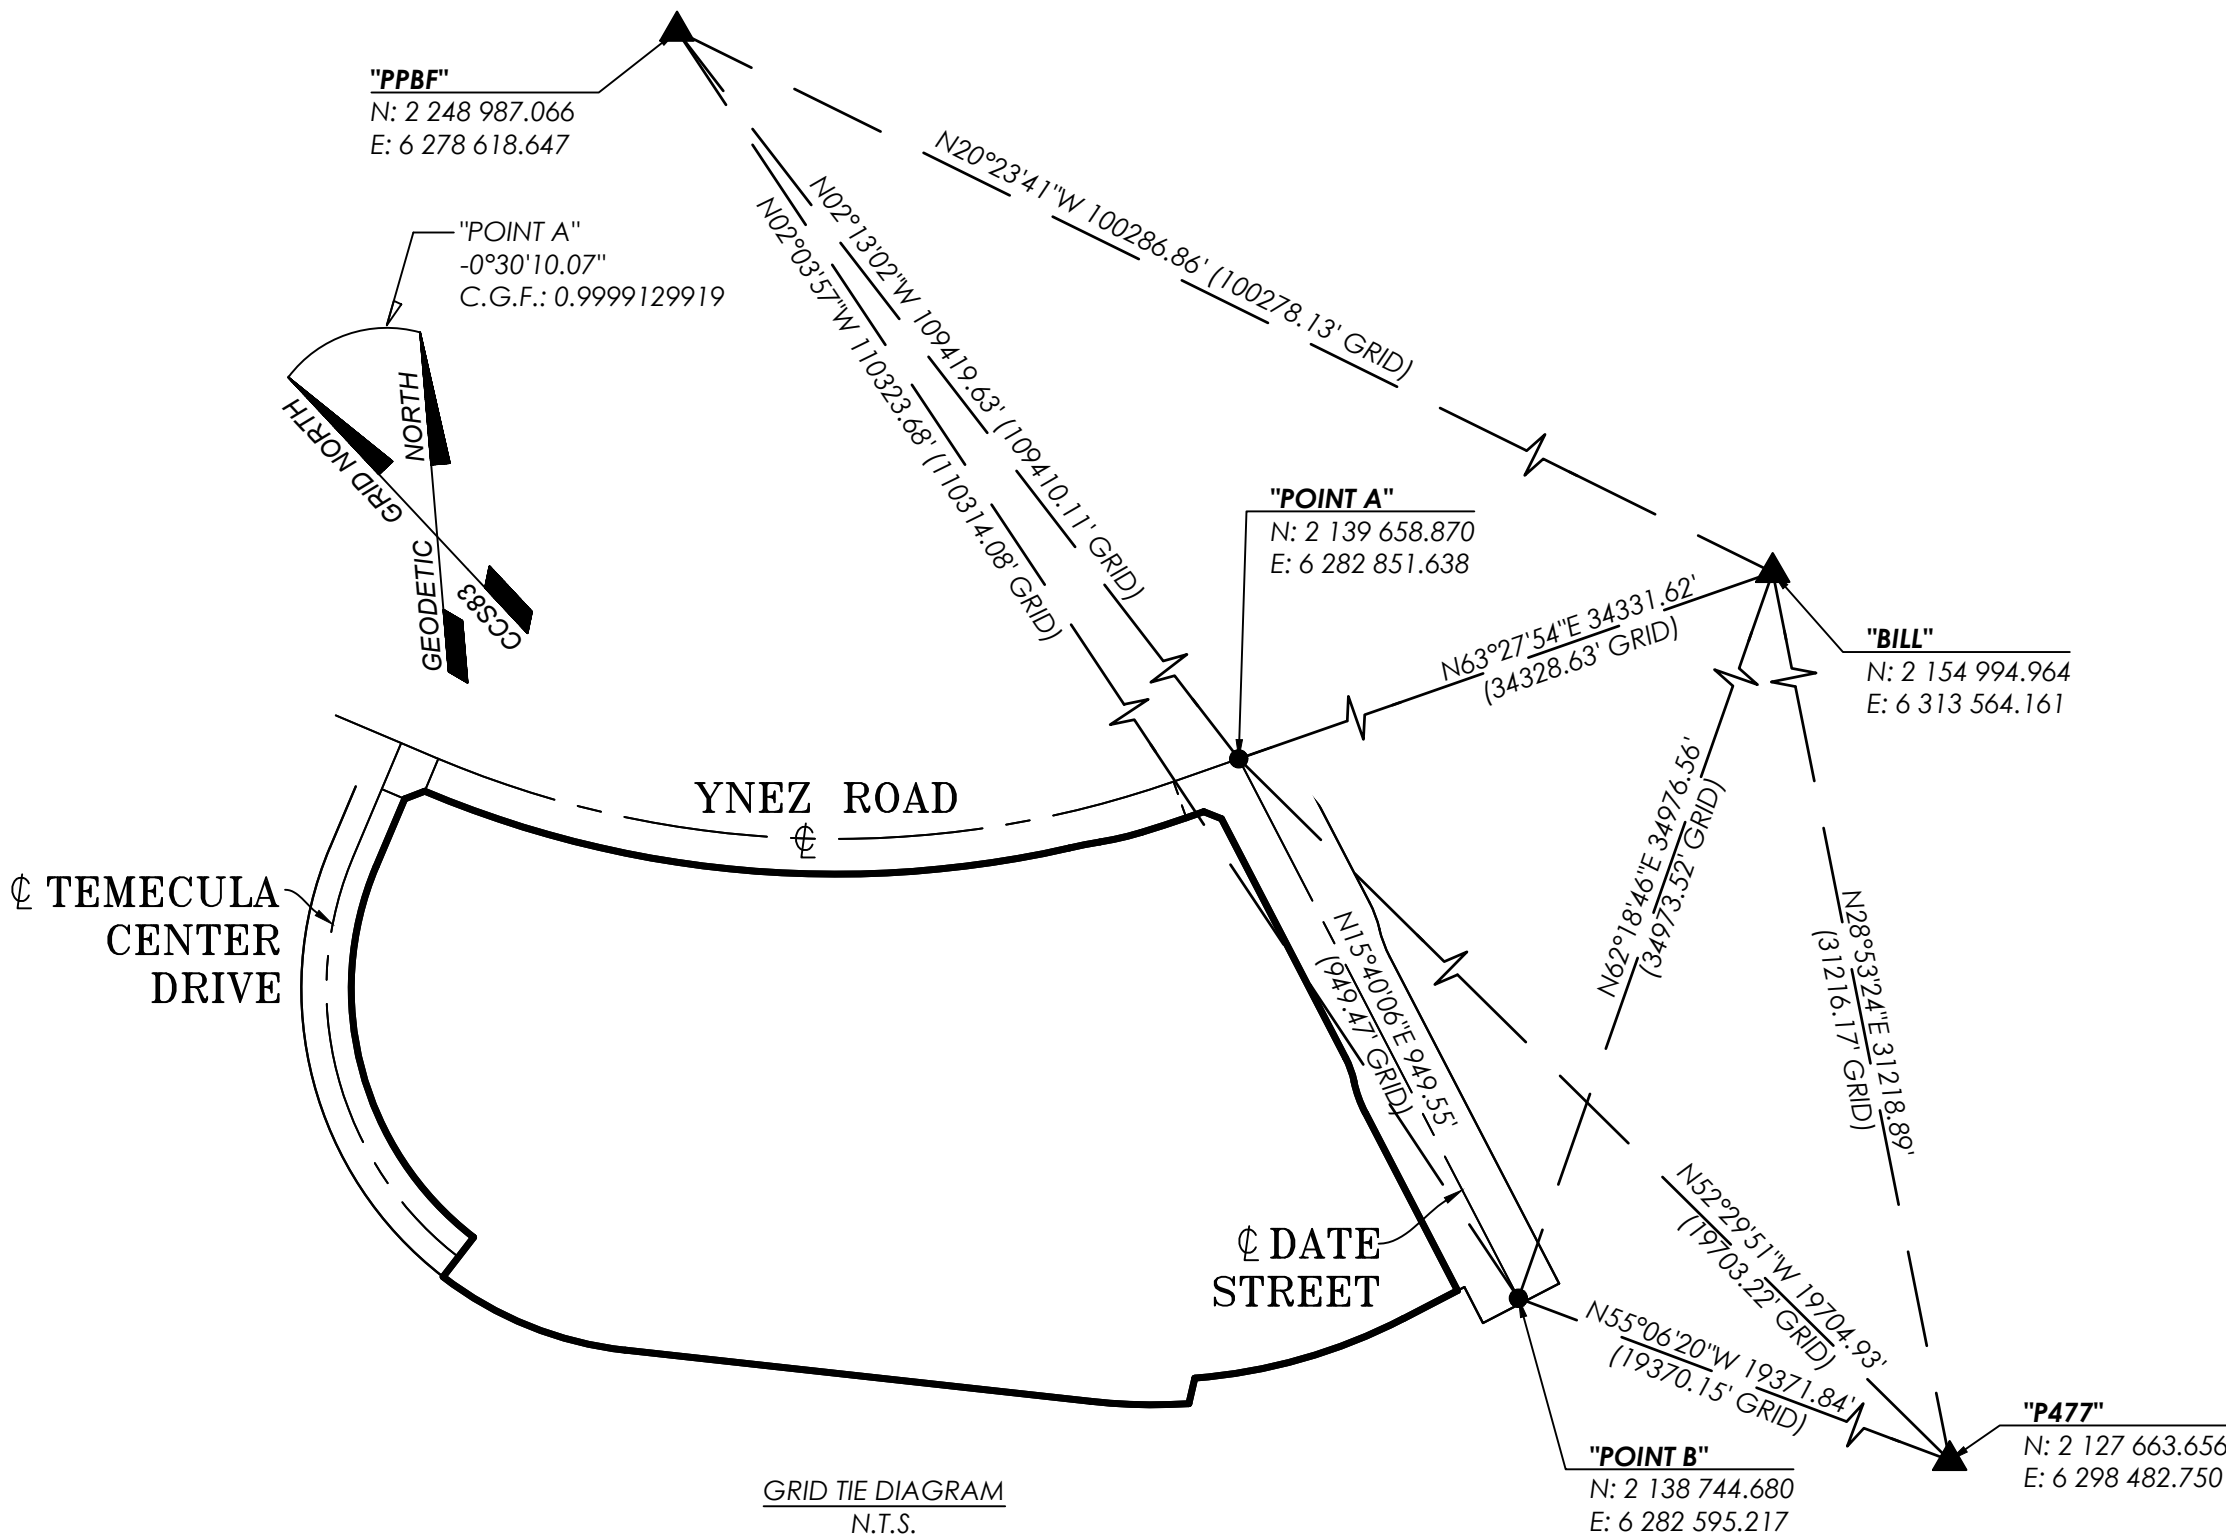 "PPBF"
N: 2 248 987.066
E: 6 278 618.647
"POINT A"
-0°30'10.07"
C.G.F.: 0.9999129919
GRID NORTH
CCS83
GEODETIC NORTH
N20°23'41"W 100286.86' (100278.13' GRID)
N02°13'02"W 109419.63' (109410.11' GRID)
N02°03'57"W 110323.68' (110314.08' GRID)
"POINT A"
N: 2 139 658.870
E: 6 282 851.638
N63°27'54"E 34331.62'
(34328.63' GRID)
"BILL"
N: 2 154 994.964
E: 6 313 564.161
YNEZ ROAD
℄
℄ TEMECULA
CENTER
DRIVE
N62°18'46"E 34976.56'
(34973.52' GRID)
N28°53'24"E 31218.89'
(31216.17' GRID)
N15°40'06"E 949.55'
(949.47' GRID)
℄ DATE
STREET
N52°29'51"W 19704.93'
(19703.22' GRID)
N55°06'20"W 19371.84'
(19370.15' GRID)
"P477"
N: 2 127 663.656
E: 6 298 482.750
"POINT B"
N: 2 138 744.680
E: 6 282 595.217
GRID TIE DIAGRAM
N.T.S.